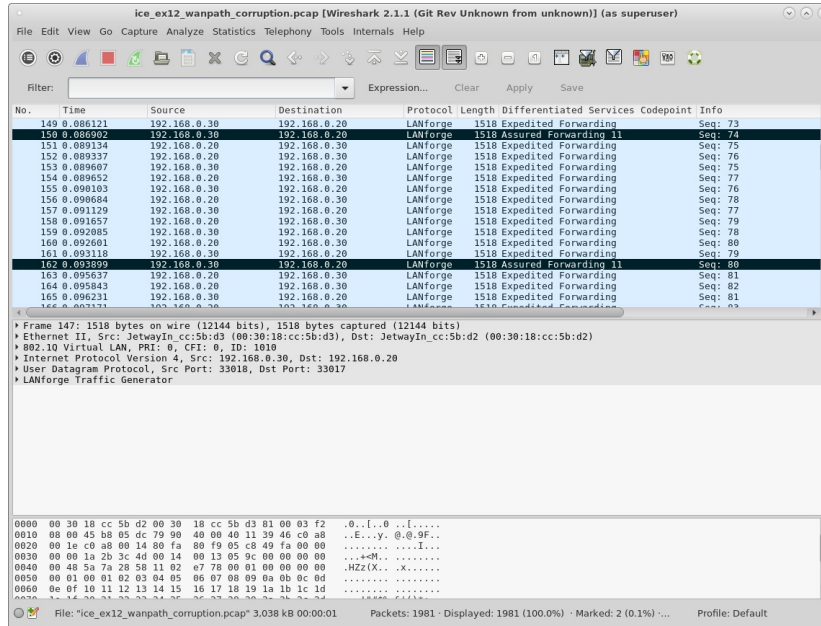 ice_ex12_wanpath_corruption.pcap [Wireshark 2.1.1 (Git Rev Unknown from unknown)] (as superuser)
File Edit View Go Capture Analyze Statistics Telephony Tools Internals Help
Filter: Expression... Clear Apply Save
No. Time Source Destination Protocol Length Differentiated Services Codepoint Info
149 0.086121 192.168.0.30 192.168.0.20 LANforge 1518 Expedited Forwarding Seq: 73
150 0.086902 192.168.0.30 192.168.0.20 LANforge 1518 Assured Forwarding 11 Seq: 74
151 0.089134 192.168.0.30 192.168.0.20 LANforge 1518 Expedited Forwarding Seq: 75
152 0.089337 192.168.0.20 192.168.0.30 LANforge 1518 Expedited Forwarding Seq: 76
153 0.089607 192.168.0.20 192.168.0.30 LANforge 1518 Expedited Forwarding Seq: 75
154 0.089652 192.168.0.20 192.168.0.30 LANforge 1518 Expedited Forwarding Seq: 77
155 0.090103 192.168.0.30 192.168.0.20 LANforge 1518 Expedited Forwarding Seq: 76
156 0.090684 192.168.0.20 192.168.0.30 LANforge 1518 Expedited Forwarding Seq: 78
157 0.091129 192.168.0.30 192.168.0.20 LANforge 1518 Expedited Forwarding Seq: 77
158 0.091657 192.168.0.20 192.168.0.30 LANforge 1518 Expedited Forwarding Seq: 79
159 0.092085 192.168.0.30 192.168.0.20 LANforge 1518 Expedited Forwarding Seq: 78
160 0.092601 192.168.0.20 192.168.0.30 LANforge 1518 Expedited Forwarding Seq: 80
161 0.093118 192.168.0.30 192.168.0.20 LANforge 1518 Expedited Forwarding Seq: 79
162 0.093899 192.168.0.30 192.168.0.20 LANforge 1518 Assured Forwarding 11 Seq: 80
163 0.095637 192.168.0.20 192.168.0.30 LANforge 1518 Expedited Forwarding Seq: 81
164 0.095843 192.168.0.20 192.168.0.30 LANforge 1518 Expedited Forwarding Seq: 82
165 0.096231 192.168.0.30 192.168.0.20 LANforge 1518 Expedited Forwarding Seq: 81
Frame 147: 1518 bytes on wire (12144 bits), 1518 bytes captured (12144 bits)
Ethernet II, Src: JetwayIn_cc:5b:d3 (00:30:18:cc:5b:d3), Dst: JetwayIn_cc:5b:d2 (00:30:18:cc:5b:d2)
802.1Q Virtual LAN, PRI: 0, CFI: 0, ID: 1010
Internet Protocol Version 4, Src: 192.168.0.30, Dst: 192.168.0.20
User Datagram Protocol, Src Port: 33018, Dst Port: 33017
LANforge Traffic Generator
0000 00 30 18 cc 5b d2 00 30 18 cc 5b d3 81 00 03 f2 .0..[..0 ..[.....
0010 08 00 45 b8 05 dc 79 90 40 00 40 11 39 46 c0 a8 ..E...y. @.@.9F..
0020 00 1e c0 a8 00 14 80 fa 80 f9 05 c8 49 fa 00 00 ........ ....I...
0030 00 00 1a 2b 3c 4d 00 14 00 13 05 9c 00 00 00 00 ...+<M.. ........
0040 00 48 5a 7a 28 58 11 02 e7 78 00 01 00 00 00 00 .HZz(X.. .x......
0050 00 01 00 01 02 03 04 05 06 07 08 09 0a 0b 0c 0d ........ ........
0060 0e 0f 10 11 12 13 14 15 16 17 18 19 1a 1b 1c 1d ........ ........
File: "ice_ex12_wanpath_corruption.pcap" 3,038 kB 00:00:01 Packets: 1981 · Displayed: 1981 (100.0%) · Marked: 2 (0.1%) ·... Profile: Default